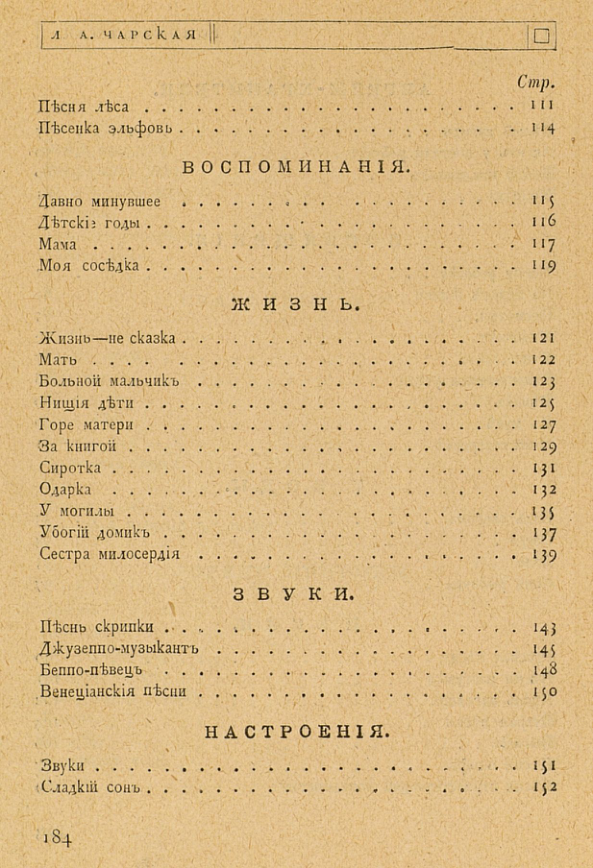 Л А. ЧАРСКАЯ
Стр.
Пѣсня лѣса . . . . . . . . . . . . . . . . . . 111
Пѣсенка эльфовъ . . . . . . . . . . . . . . . . 114
ВОСПОМИНАНІЯ.
Давно минувшее . . . . . . . . . . . . . . . . 115
Дѣтскіе годы . . . . . . . . . . . . . . . . . . 116
Мама . . . . . . . . . . . . . . . . . . . . 117
Моя сосѣдка . . . . . . . . . . . . . . . . . . 119
ЖИЗНЬ.
Жизнь—не сказка . . . . . . . . . . . . . . . . 121
Мать . . . . . . . . . . . . . . . . . . . . 122
Больной мальчикъ . . . . . . . . . . . . . . . 123
Нищія дѣти . . . . . . . . . . . . . . . . . . 125
Горе матери . . . . . . . . . . . . . . . . . . 127
За книгой . . . . . . . . . . . . . . . . . . . 129
Сиротка . . . . . . . . . . . . . . . . . . . 131
Одарка . . . . . . . . . . . . . . . . . . . 132
У могилы . . . . . . . . . . . . . . . . . . . 135
Убогій домикъ . . . . . . . . . . . . . . . . . 137
Сестра милосердія . . . . . . . . . . . . . . . 139
ЗВУКИ.
Пѣснь скрипки . . . . . . . . . . . . . . . . . 143
Джузеппо-музыкантъ . . . . . . . . . . . . . . 145
Беппо-пѣвецъ . . . . . . . . . . . . . . . . . 148
Венеціанскія пѣсни . . . . . . . . . . . . . . . 150
НАСТРОЕНІЯ.
Звуки . . . . . . . . . . . . . . . . . . . . 151
Сладкій сонъ . . . . . . . . . . . . . . . . . . 152
184